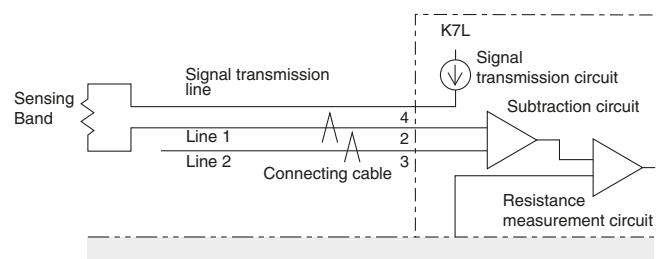 K7L
Signal
transmission circuit
Signal transmission
line
Sensing
Band
Subtraction circuit
4
Line 1
2
Line 2
3
Connecting cable
Resistance
measurement circuit